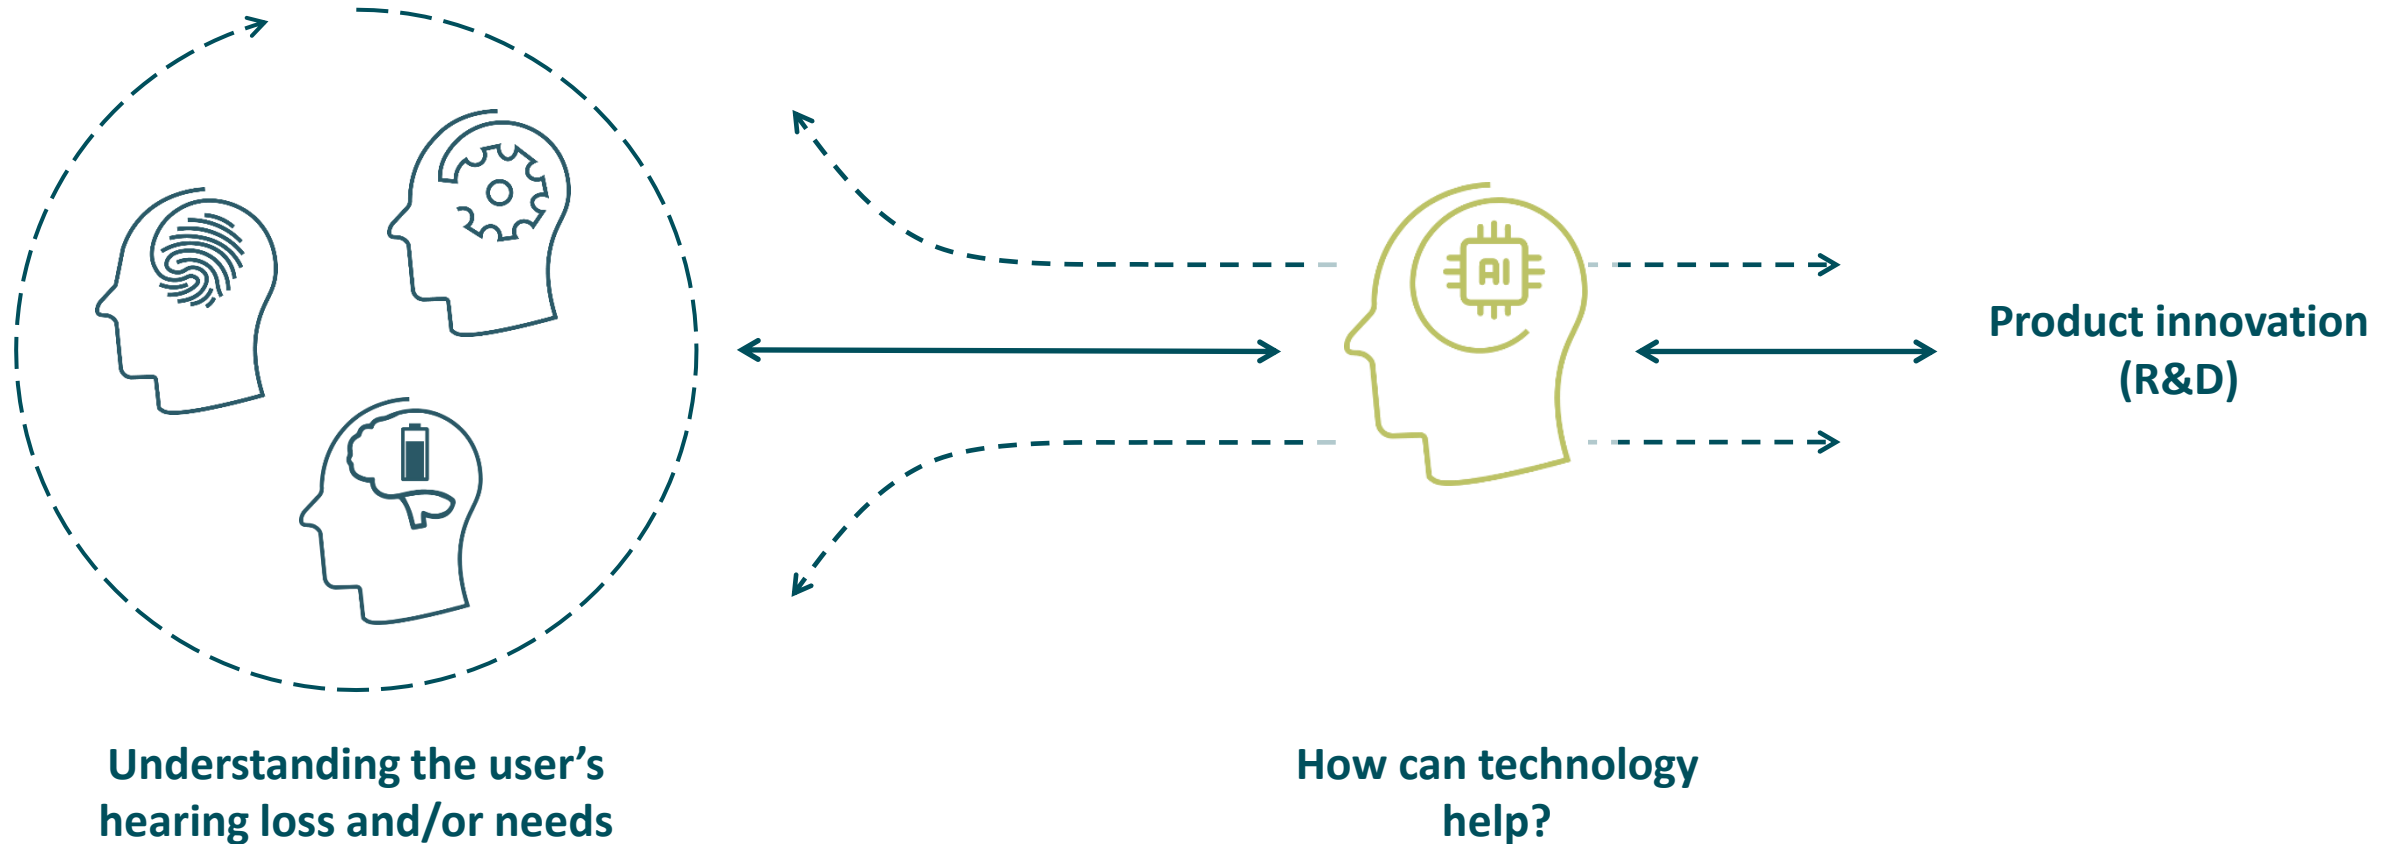 AI
Product innovation
(R&D)
Understanding the user’s
hearing loss and/or needs
How can technology
help?